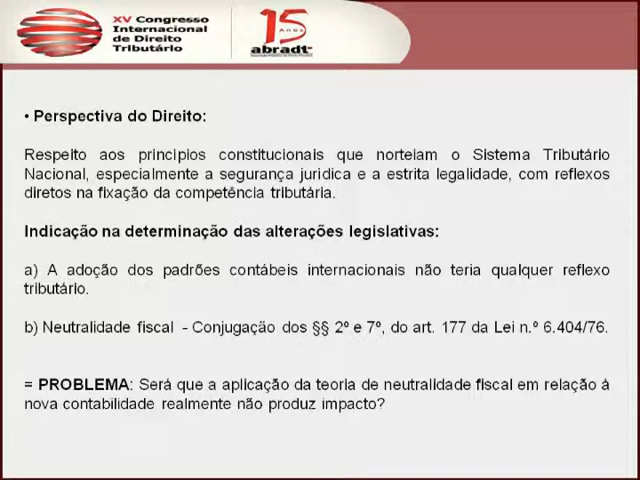 XV Congresso
Internacional
de Direito
Tributário
15
Anos
abradt
• Perspectiva do Direito:
Respeito aos princípios constitucionais que norteiam o Sistema Tributário
Nacional, especialmente a segurança jurídica e a estrita legalidade, com reflexos
diretos na fixação da competência tributária.
Indicação na determinação das alterações legislativas:
a) A adoção dos padrões contábeis internacionais não teria qualquer reflexo
tributário.
b) Neutralidade fiscal - Conjugação dos §§ 2º e 7º, do art. 177 da Lei n.º 6.404/76.
= PROBLEMA: Será que a aplicação da teoria de neutralidade fiscal em relação à
nova contabilidade realmente não produz impacto?